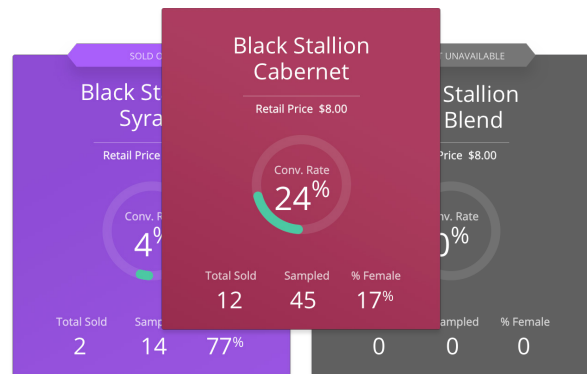 SOLD O
Black St
Syra
Retail Price
Conv. R
4%
Total Sold Samp
2 14 77%
Black Stallion
Cabernet
Retail Price $8.00
Conv. Rate
24%
Total Sold Sampled % Female
12 45 17%
UNAVAILABLE
Stallion
Blend
Price $8.00
v. Rate
0%
ampled % Female
0 0 0